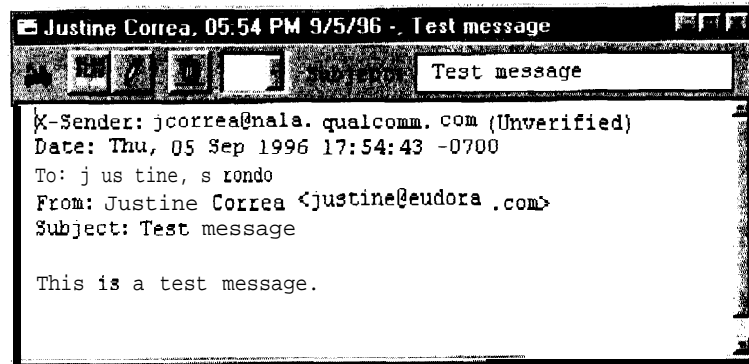 Justine Correa, 05:54 PM 9/5/96 -, Test message
Subject: Test message
X-Sender: jcorrea@nala. qualcomm. com (Unverified)
Date: Thu, 05 Sep 1996 17:54:43 -0700
To: j us tine, s rondo
From: Justine Correa <justine@eudora .com>
Subject: Test message
This is a test message.